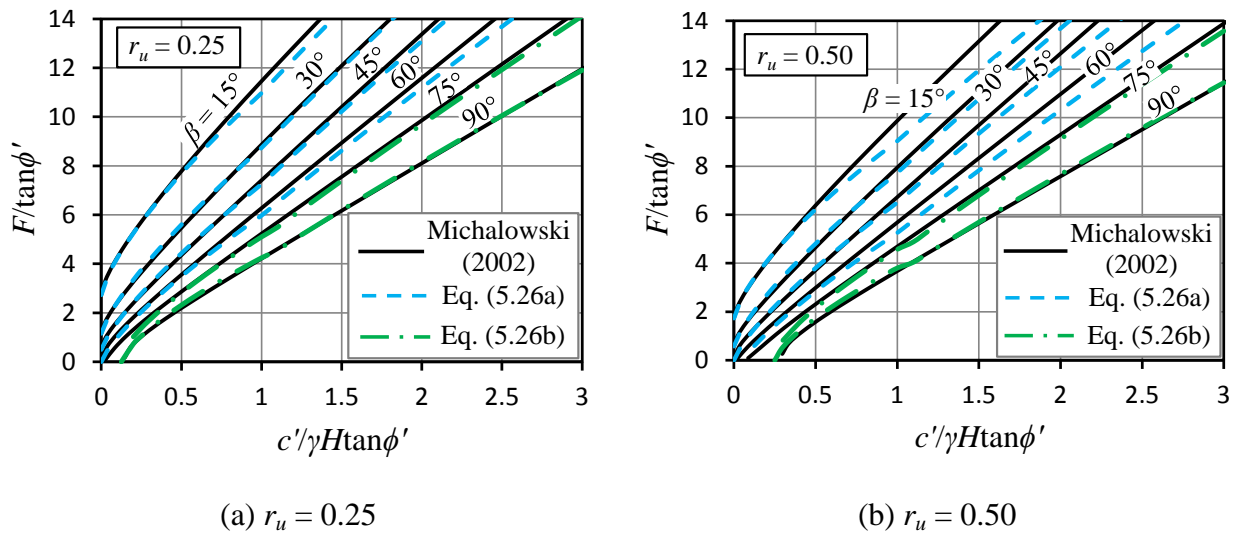 14
12
10
8
6
4
2
0
F/tanϕ′
r_u = 0.25
β = 15°
30°
45°
60°
75°
90°
Michalowski
(2002)
Eq. (5.26a)
Eq. (5.26b)
0 0.5 1 1.5 2 2.5 3
c′/γHtanϕ′
(a) r_u = 0.25
14
12
10
8
6
4
2
0
F/tanϕ′
r_u = 0.50
β = 15°
30°
45°
60°
75°
90°
Michalowski
(2002)
Eq. (5.26a)
Eq. (5.26b)
0 0.5 1 1.5 2 2.5 3
c′/γHtanϕ′
(b) r_u = 0.50